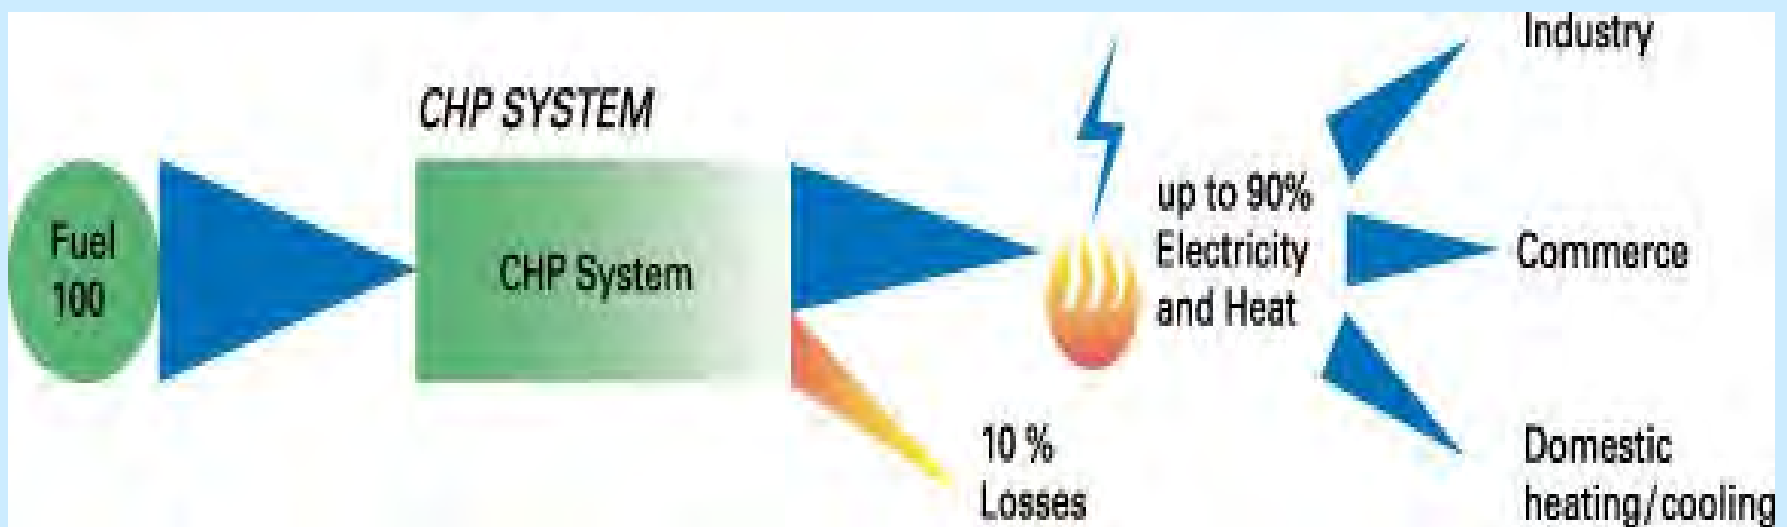 CHP SYSTEM
Fuel
100
CHP System
10 %
Losses
up to 90%
Electricity
and Heat
Industry
Commerce
Domestic
heating/cooling